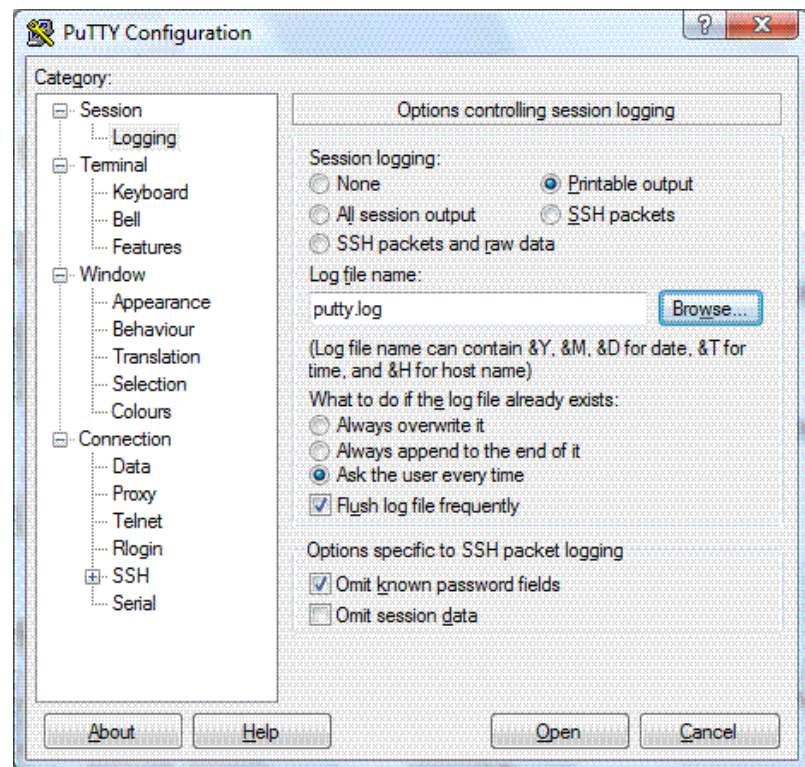 PuTTY Configuration
Category:
Session
Logging
Terminal
Keyboard
Bell
Features
Window
Appearance
Behaviour
Translation
Selection
Colours
Connection
Data
Proxy
Telnet
Rlogin
SSH
Serial
Options controlling session logging
Session logging:
None
Printable output
All session output
SSH packets
SSH packets and raw data
Log file name:
putty.log
Browse...
(Log file name can contain &Y, &M, &D for date, &T for
time, and &H for host name)
What to do if the log file already exists:
Always overwrite it
Always append to the end of it
Ask the user every time
Flush log file frequently
Options specific to SSH packet logging
Omit known password fields
Omit session data
About
Help
Open
Cancel